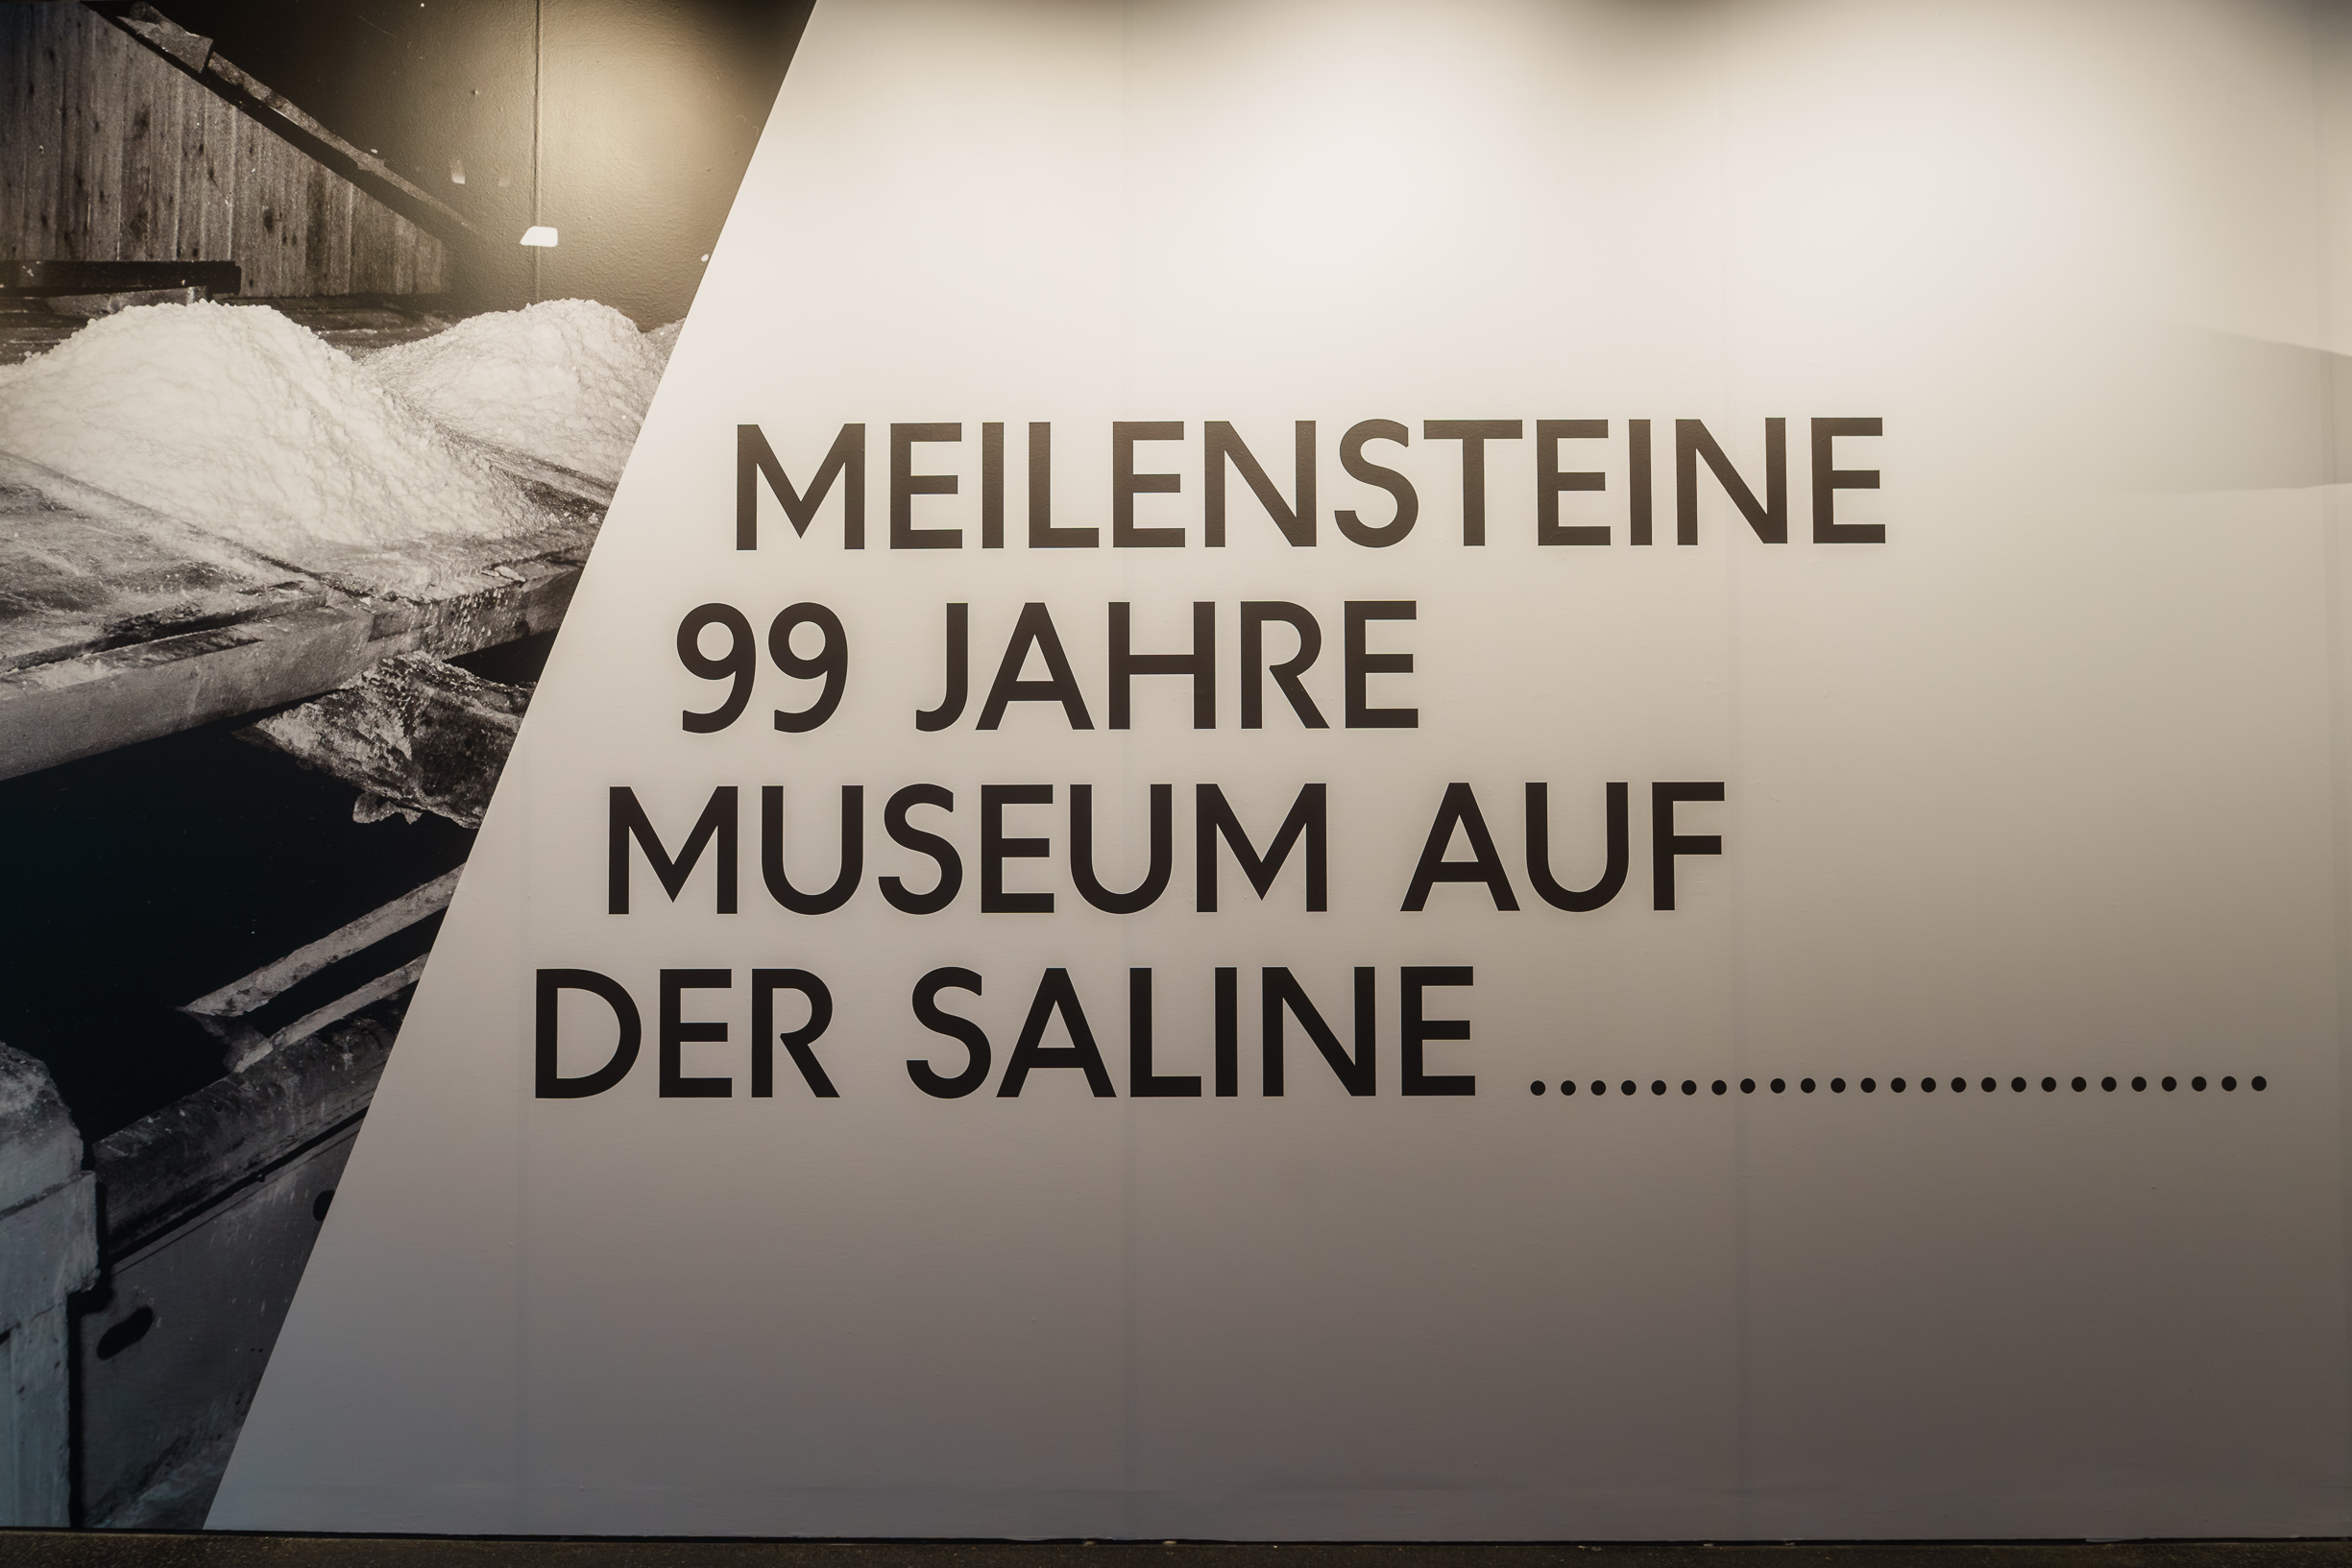 MEILENSTEINE
99 JAHRE
MUSEUM AUF
DER SALINE .........................